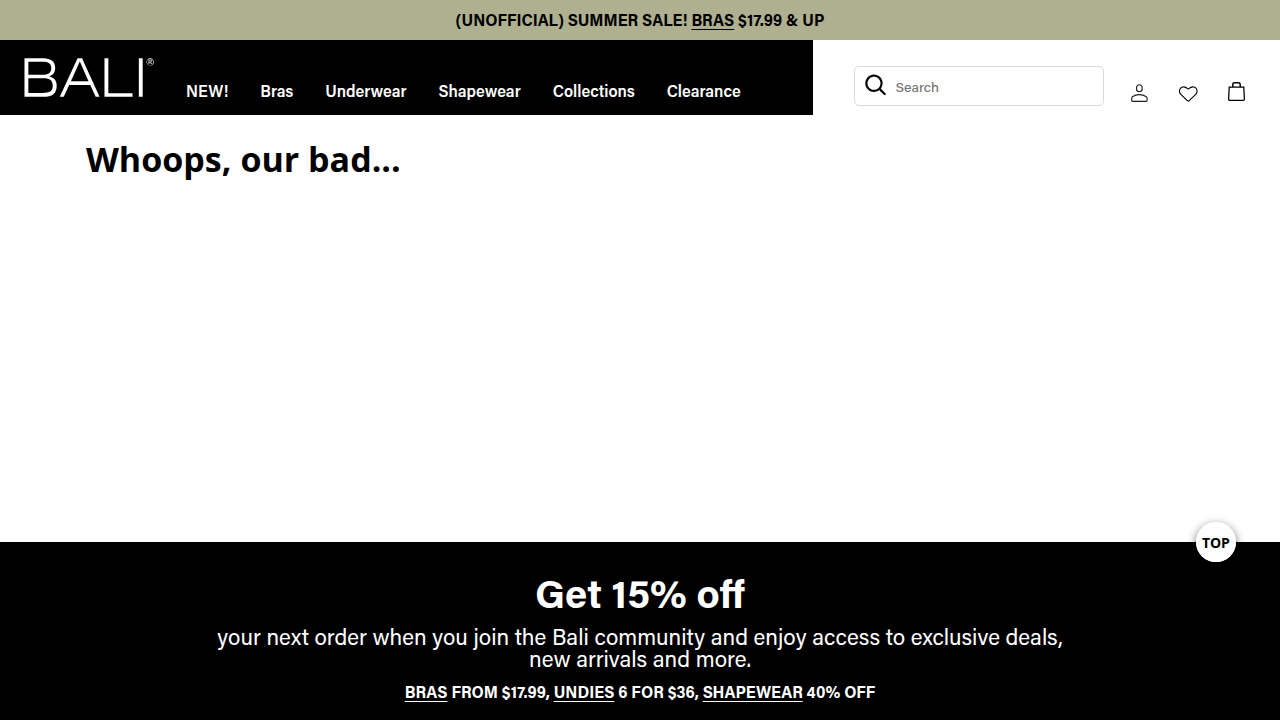 (UNOFFICIAL) SUMMER SALE! BRAS $17.99 & UP
BALI®
NEW! Bras Underwear Shapewear Collections Clearance
Search
Whoops, our bad...
TOP
Get 15% off
your next order when you join the Bali community and enjoy access to exclusive deals,
new arrivals and more.
BRAS FROM $17.99, UNDIES 6 FOR $36, SHAPEWEAR 40% OFF